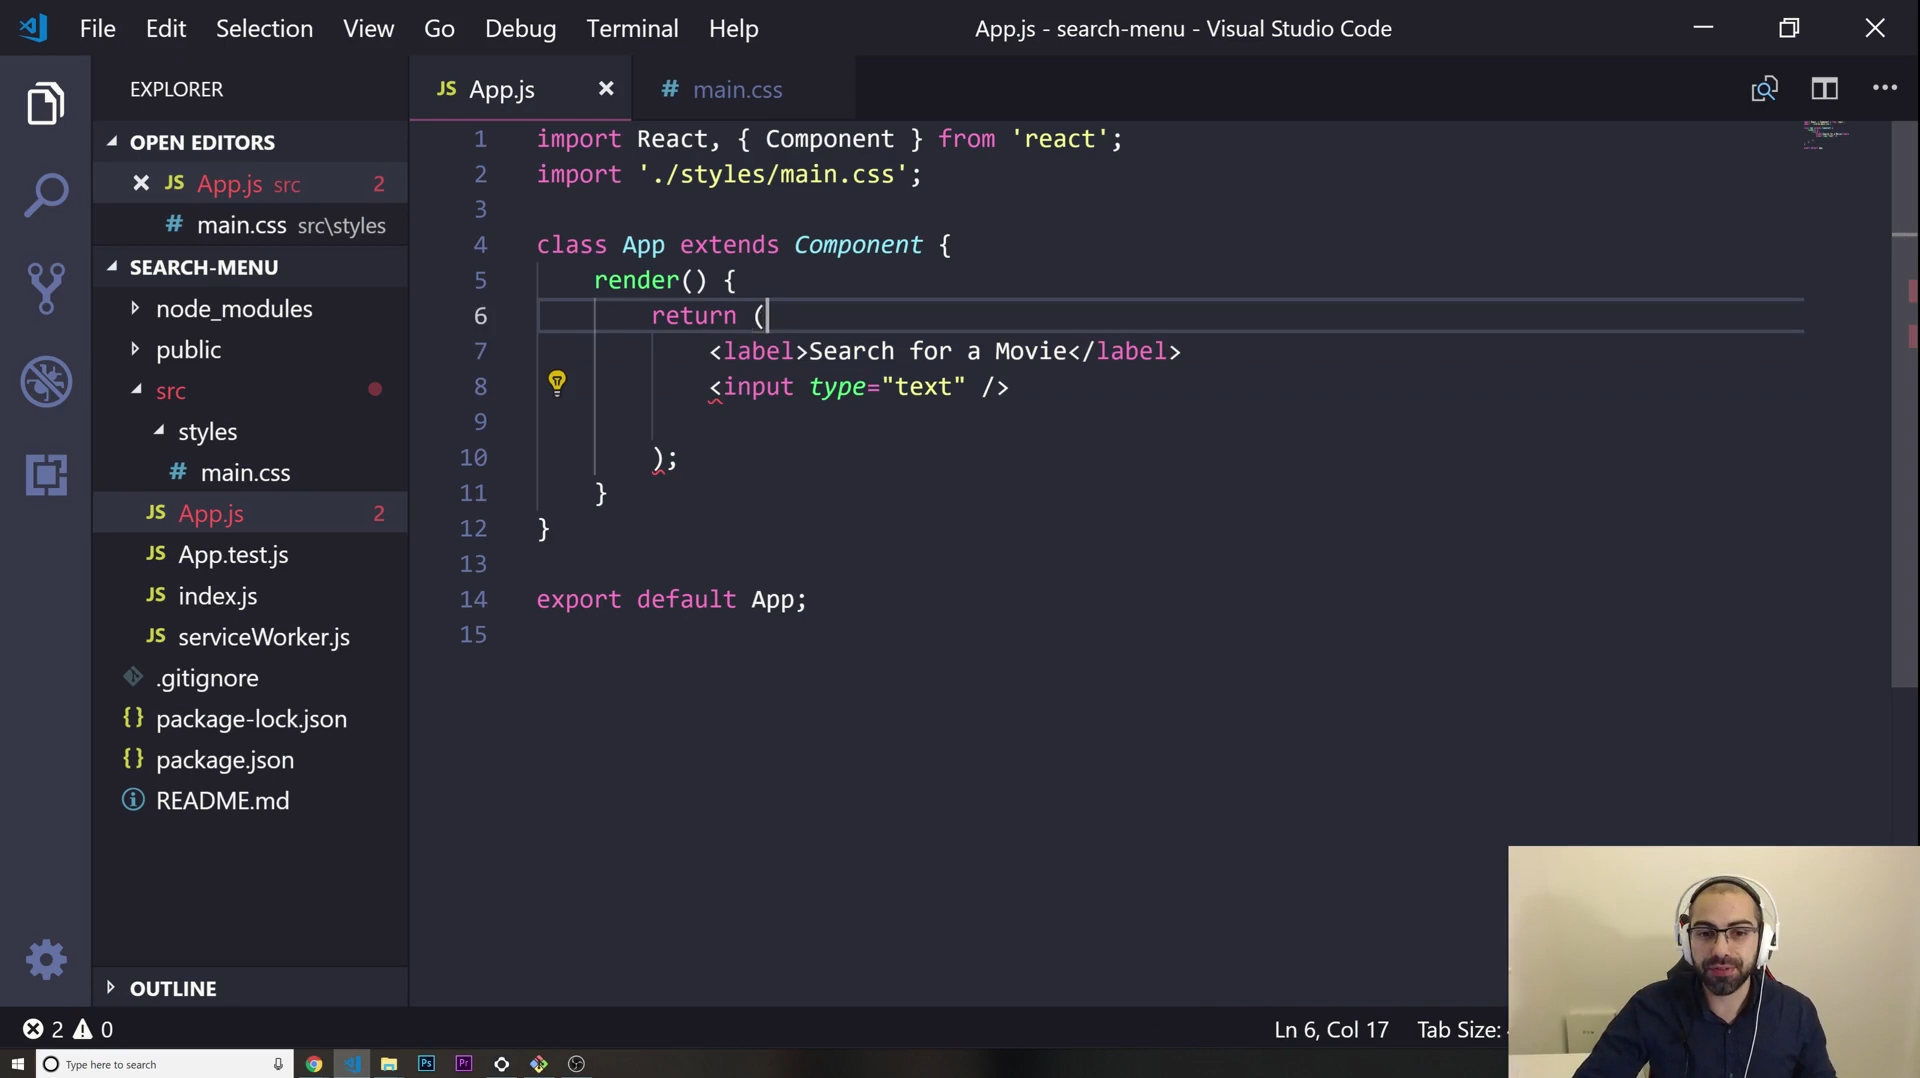 File Edit Selection View Go Debug Terminal Help App.js - search-menu - Visual Studio Code
EXPLORER
OPEN EDITORS
JS App.js src 2
# main.css src\styles
SEARCH-MENU
node_modules
public
src
styles
# main.css
JS App.js 2
JS App.test.js
JS index.js
JS serviceWorker.js
.gitignore
{} package-lock.json
{} package.json
README.md
OUTLINE
JS App.js # main.css
1 import React, { Component } from 'react';
2 import './styles/main.css';
3
4 class App extends Component {
5 render() {
6 return (
7 <label>Search for a Movie</label>
8 <input type="text" />
9
10 );
11 }
12 }
13
14 export default App;
15
2 0 Ln 6, Col 17 Tab Size:
Type here to search Ps Pr